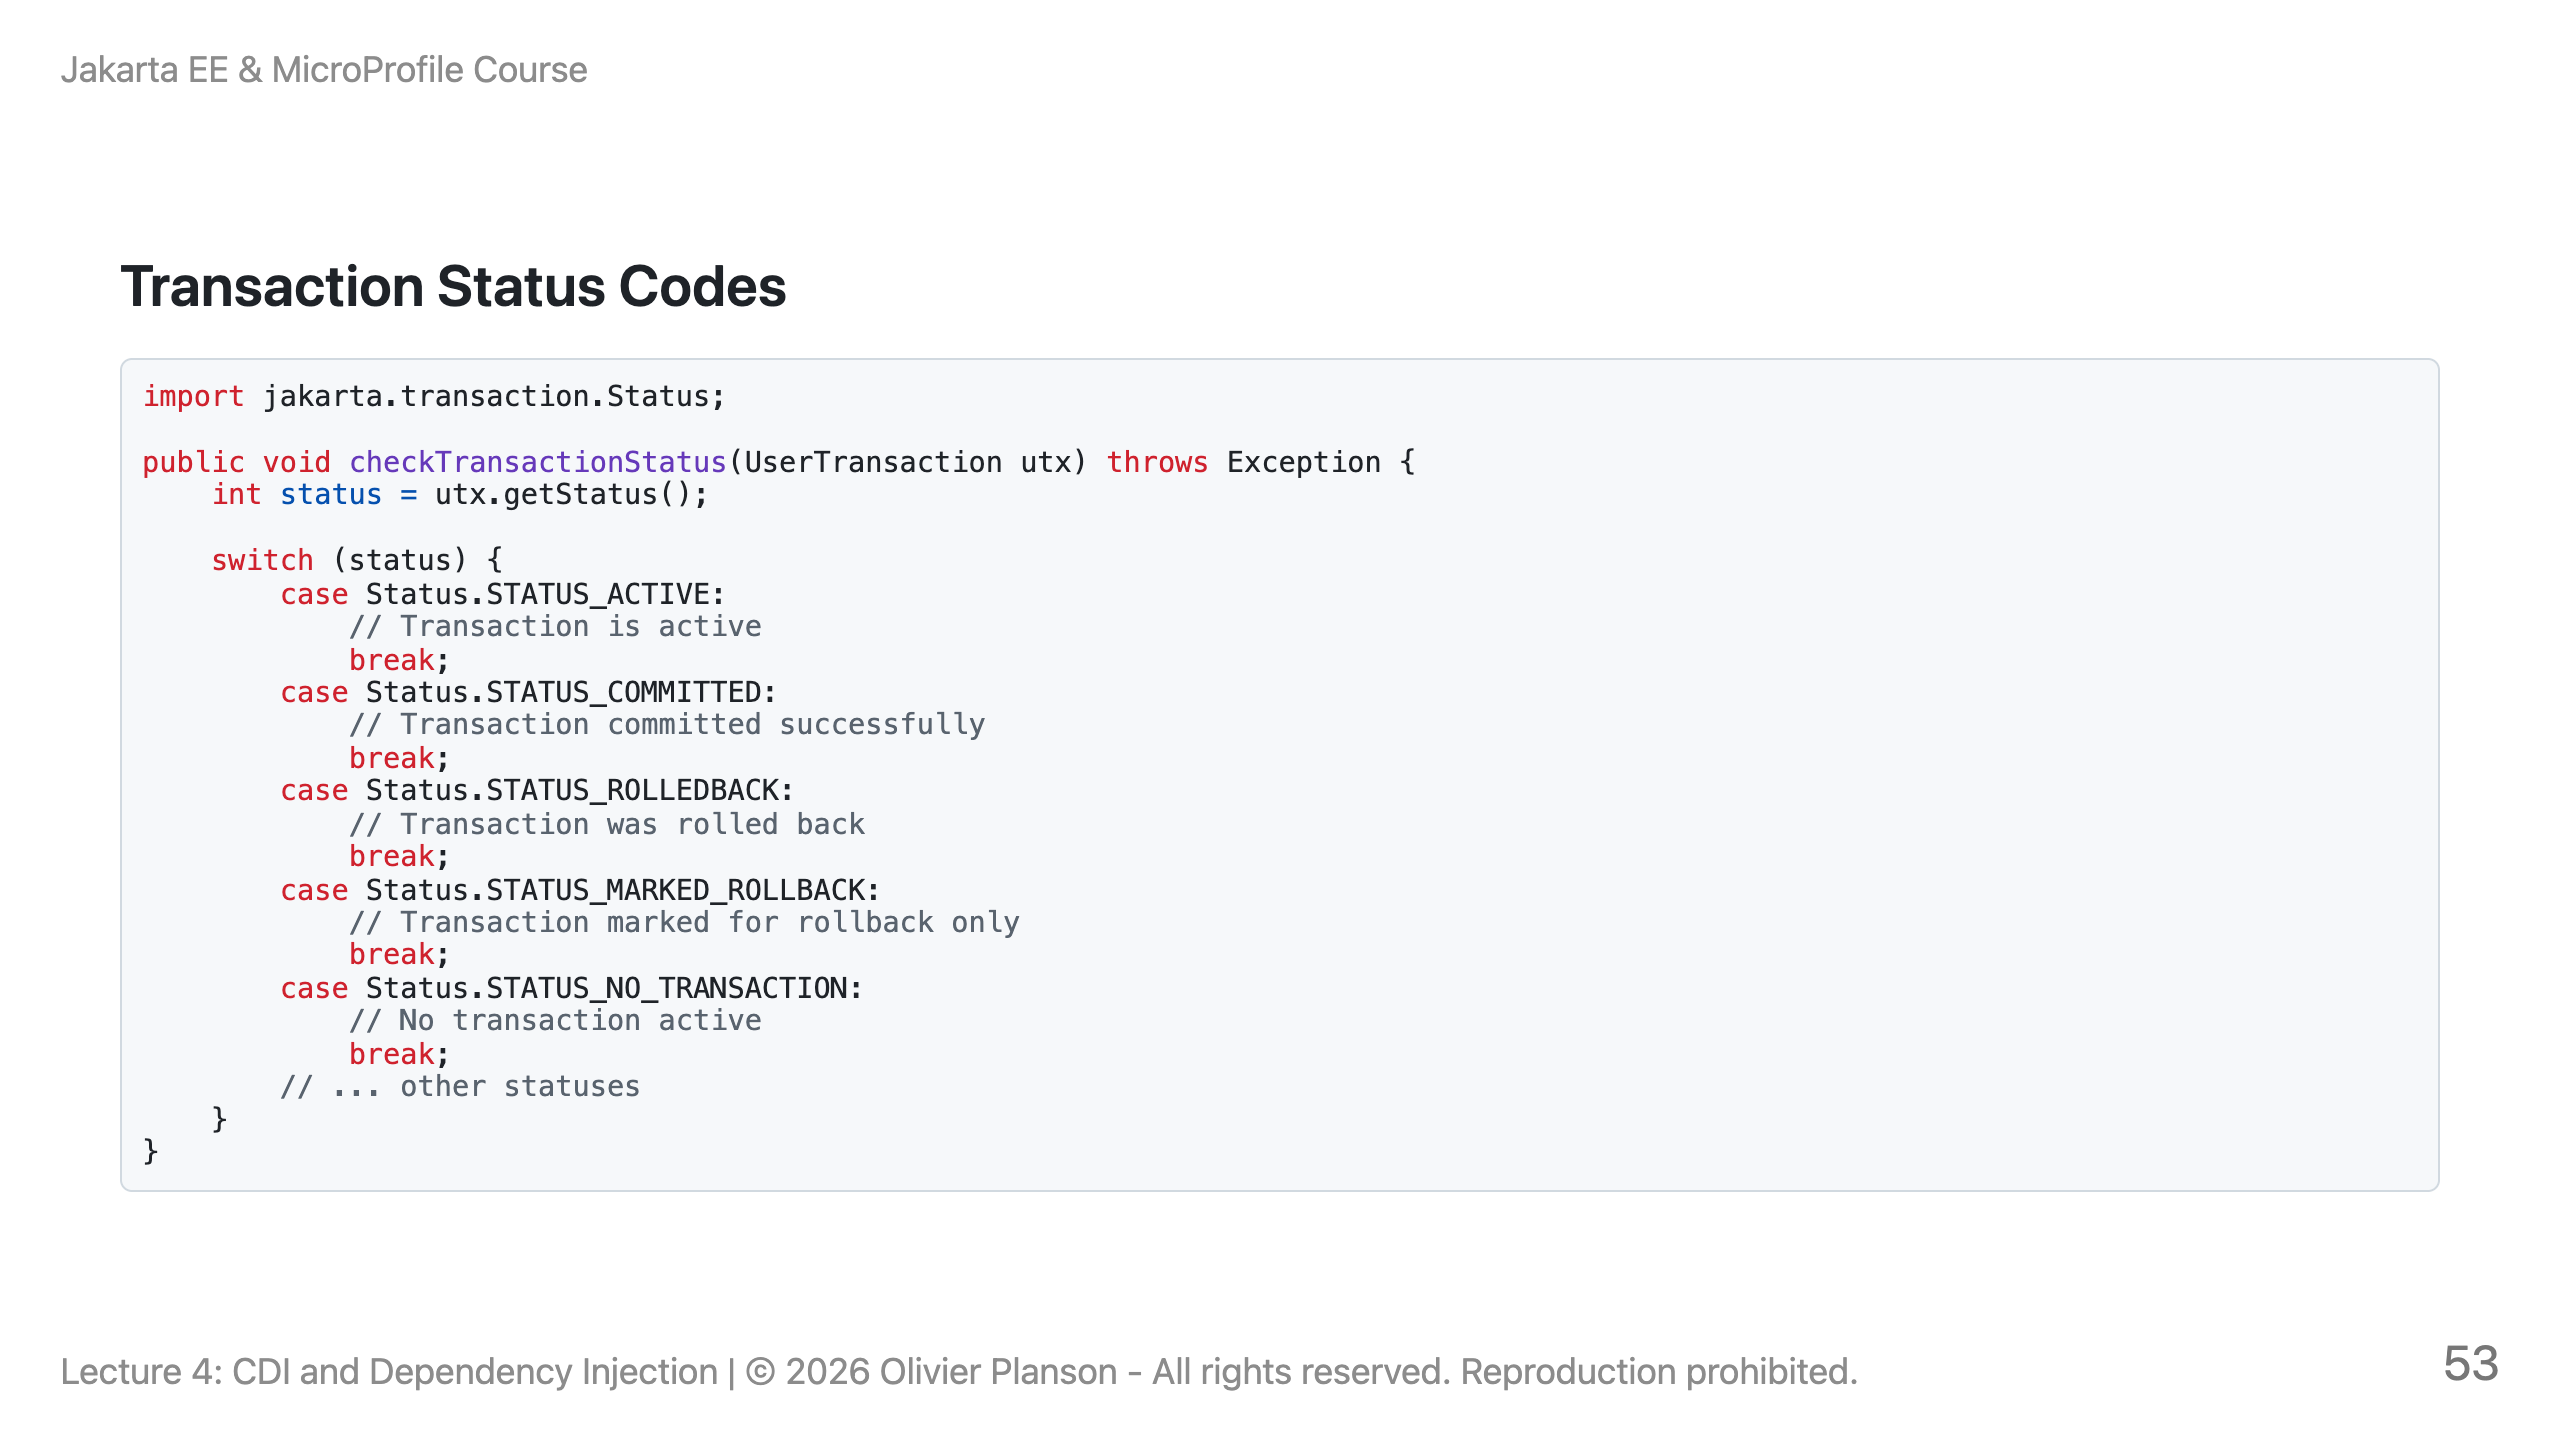 Jakarta EE & MicroProfile Course
Transaction Status Codes
import jakarta.transaction.Status;

public void checkTransactionStatus(UserTransaction utx) throws Exception {
    int status = utx.getStatus();

    switch (status) {
        case Status.STATUS_ACTIVE:
            // Transaction is active
            break;
        case Status.STATUS_COMMITTED:
            // Transaction committed successfully
            break;
        case Status.STATUS_ROLLEDBACK:
            // Transaction was rolled back
            break;
        case Status.STATUS_MARKED_ROLLBACK:
            // Transaction marked for rollback only
            break;
        case Status.STATUS_NO_TRANSACTION:
            // No transaction active
            break;
        // ... other statuses
    }
}
Lecture 4: CDI and Dependency Injection | © 2026 Olivier Planson - All rights reserved. Reproduction prohibited.
53